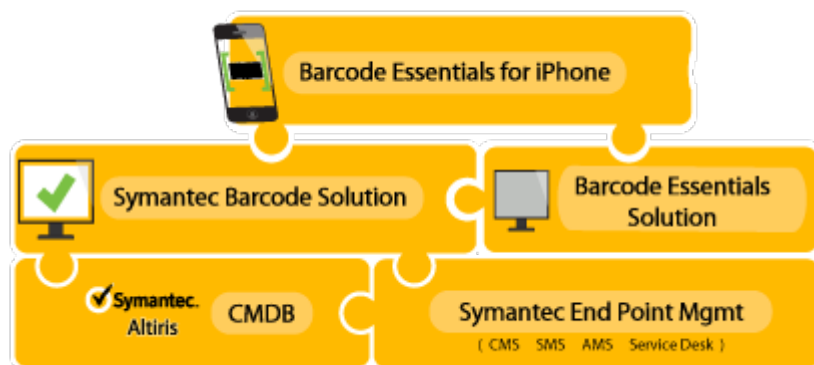 Barcode Essentials for iPhone
Symantec Barcode Solution
Barcode Essentials
Solution
Symantec.
Altiris
CMDB
Symantec End Point Mgmt
( CMS SMS AMS Service Desk )